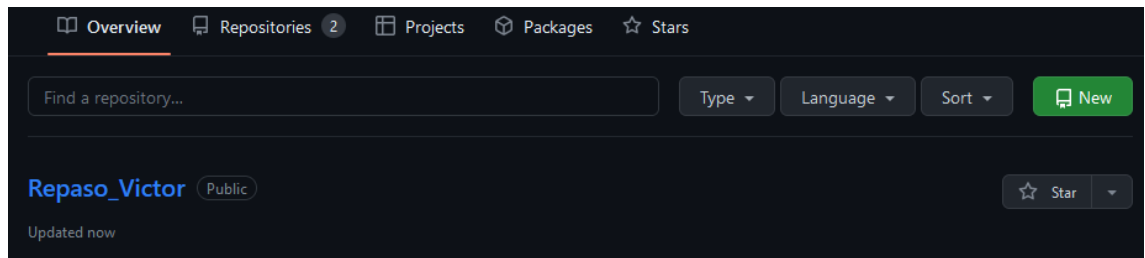 Overview Repositories 2 Projects Packages Stars
Find a repository... Type Language Sort New
Repaso_Victor Public Star
Updated now